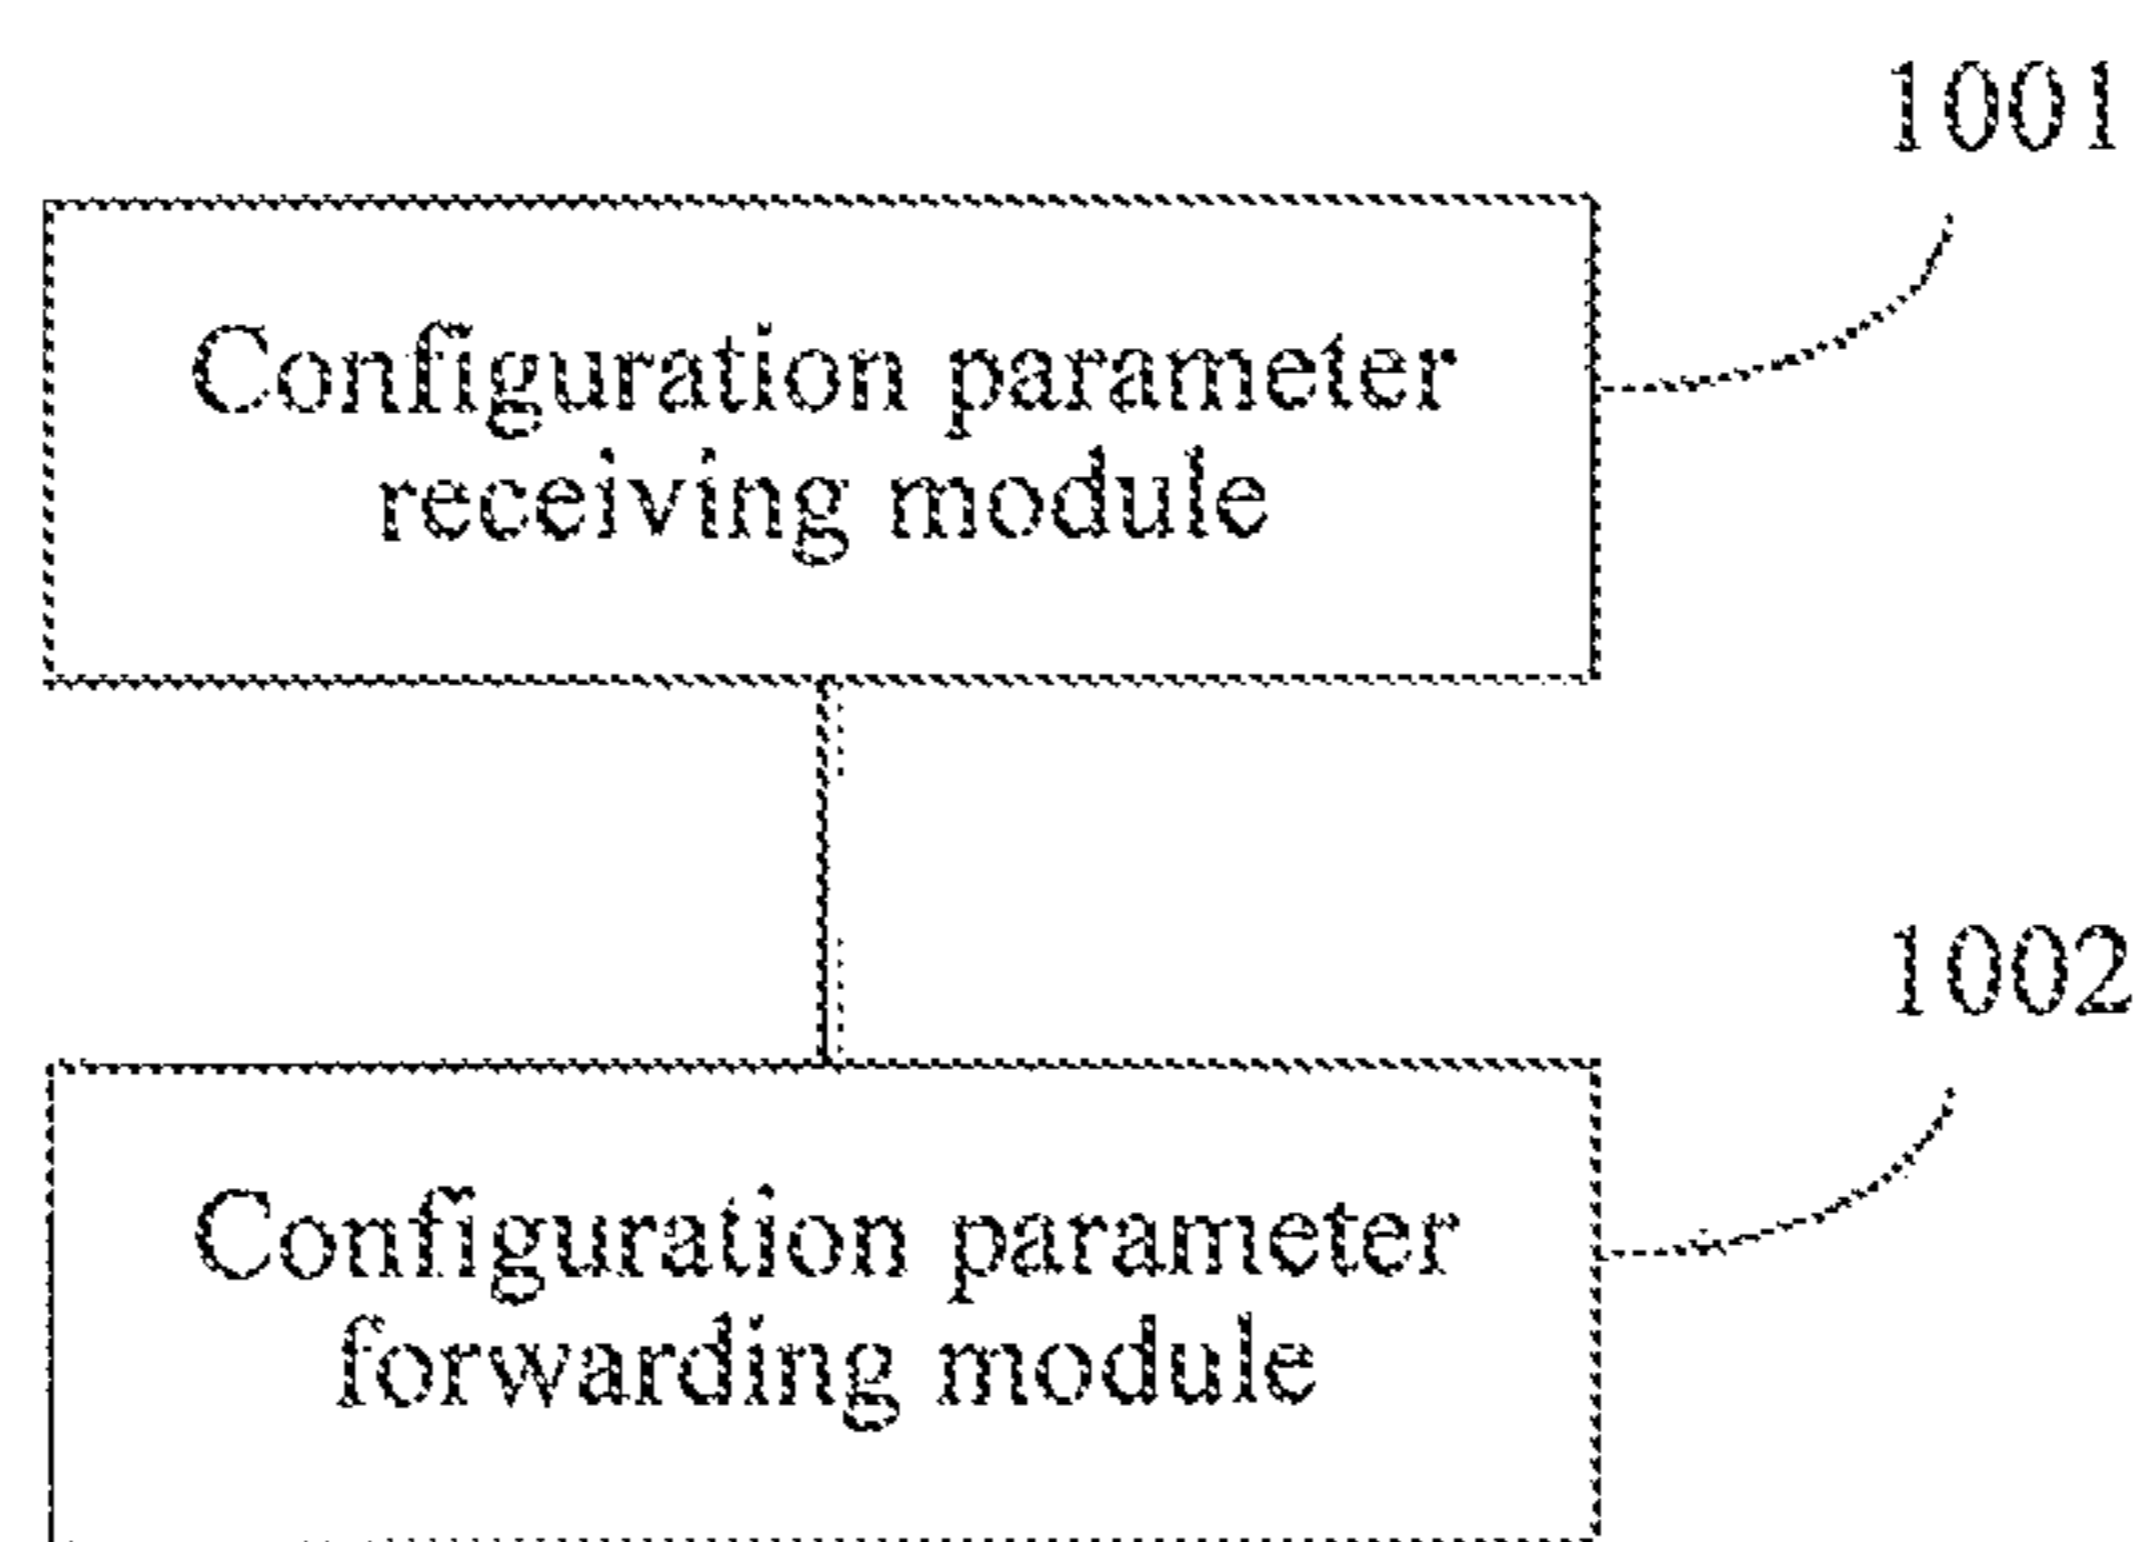 1001
Configuration parameter
receiving module
1002
Configuration parameter
forwarding module